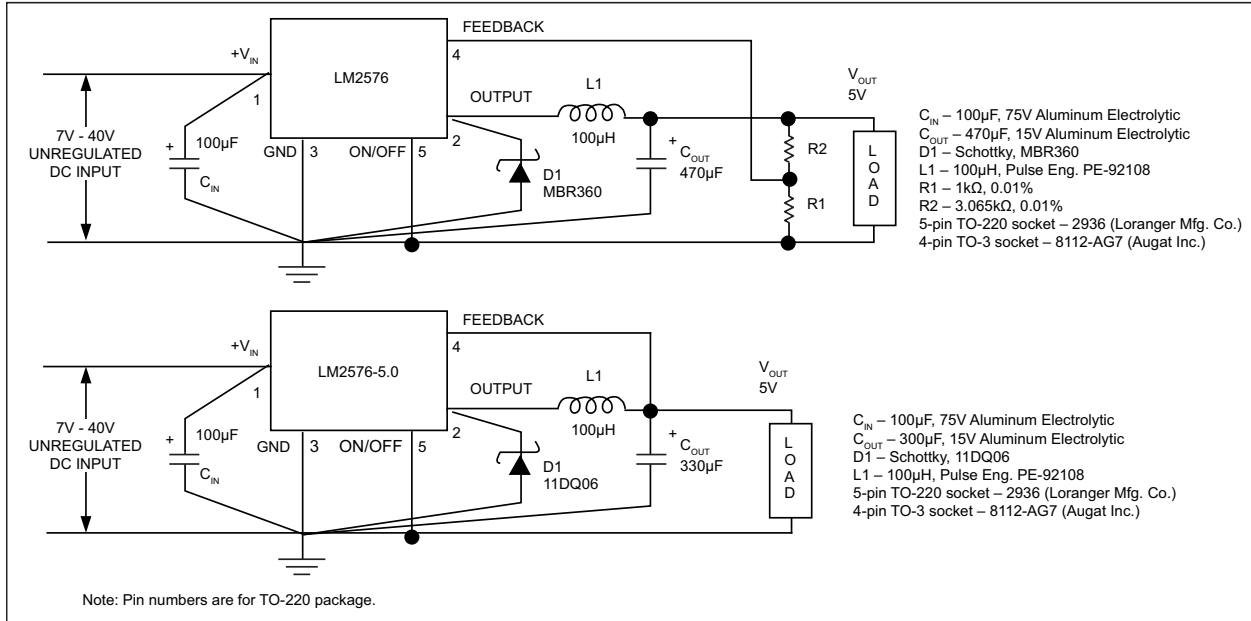 FEEDBACK
+VIN
4
LM2576
VOUT
5V
L1
OUTPUT
1
100µH
2
7V - 40V
UNREGULATED
DC INPUT
+
100µF
CIN
GND
3
ON/OFF
5
D1
MBR360
+
COUT
470µF
R2
R1
LOAD
CIN – 100µF, 75V Aluminum Electrolytic
COUT – 470µF, 15V Aluminum Electrolytic
D1 – Schottky, MBR360
L1 – 100µH, Pulse Eng. PE-92108
R1 – 1kΩ, 0.01%
R2 – 3.065kΩ, 0.01%
5-pin TO-220 socket – 2936 (Loranger Mfg. Co.)
4-pin TO-3 socket – 8112-AG7 (Augat Inc.)
FEEDBACK
+VIN
4
LM2576-5.0
VOUT
5V
L1
OUTPUT
1
100µH
2
7V - 40V
UNREGULATED
DC INPUT
+
100µF
CIN
GND
3
ON/OFF
5
D1
11DQ06
+
COUT
330µF
LOAD
CIN – 100µF, 75V Aluminum Electrolytic
COUT – 300µF, 15V Aluminum Electrolytic
D1 – Schottky, 11DQ06
L1 – 100µH, Pulse Eng. PE-92108
5-pin TO-220 socket – 2936 (Loranger Mfg. Co.)
4-pin TO-3 socket – 8112-AG7 (Augat Inc.)
Note: Pin numbers are for TO-220 package.